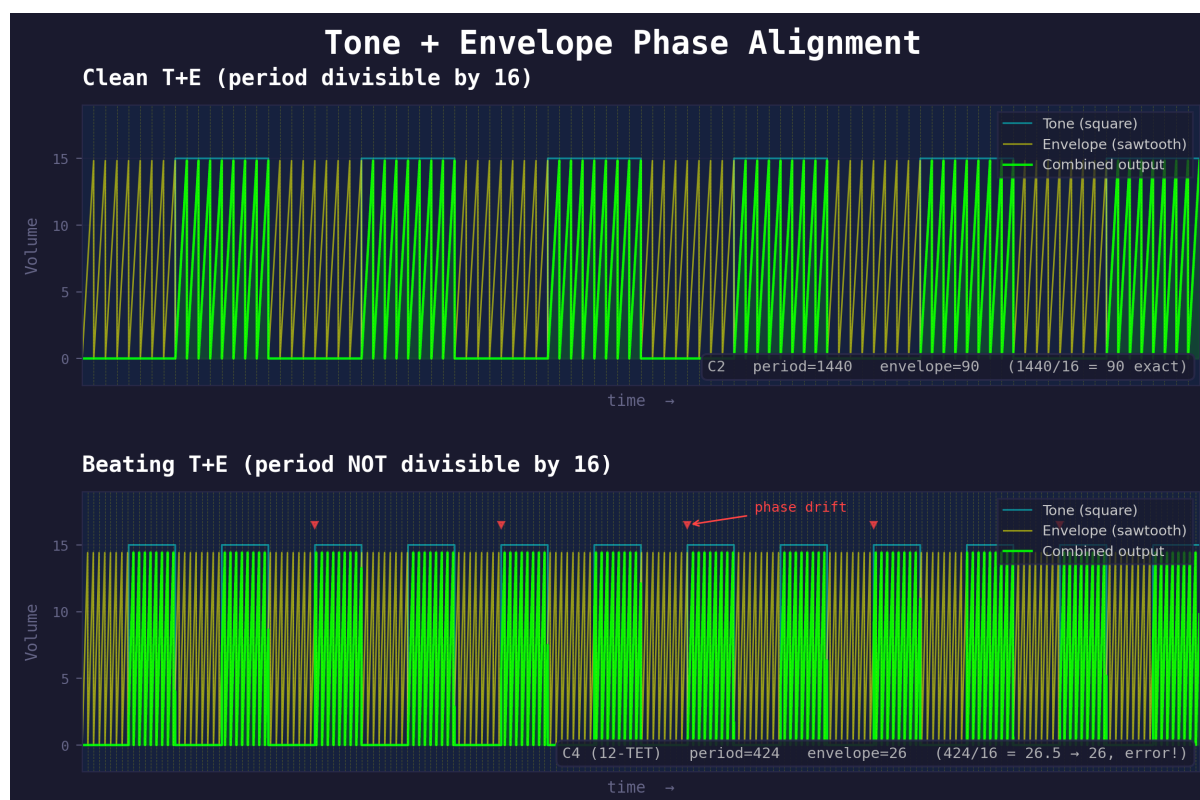 Tone + Envelope Phase Alignment
Clean T+E (period divisible by 16)
Tone (square)
Envelope (sawtooth)
Combined output
15
10
5
0
Volume
C2 period=1440 envelope=90 (1440/16 = 90 exact)
time →
Beating T+E (period NOT divisible by 16)
phase drift
Tone (square)
Envelope (sawtooth)
Combined output
15
10
5
0
Volume
C4 (12-TET) period=424 envelope=26 (424/16 = 26.5 → 26, error!)
time →